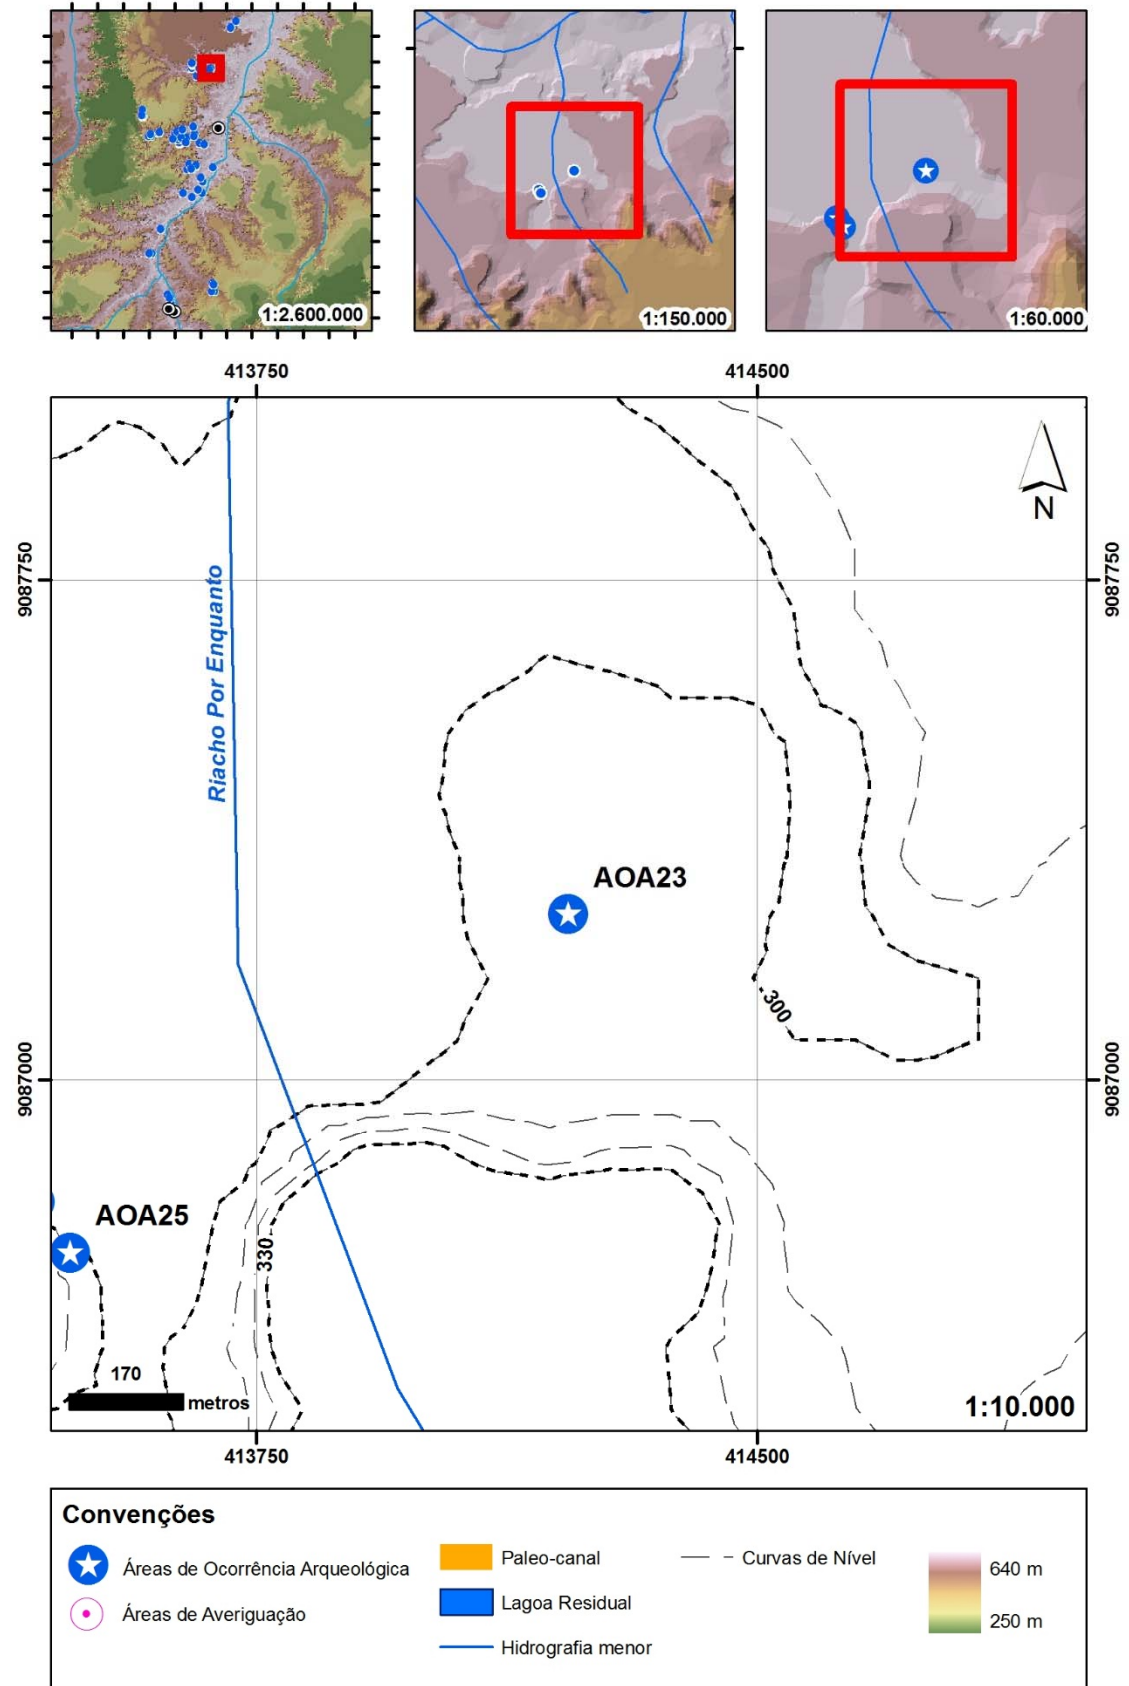 1:2.600.000
1:150.000
1:60.000
413750
414500
N
9087750
9087750
Riacho Por Enquanto
AOA23
300
9087000
9087000
AOA25
330
170
metros
1:10.000
413750
414500
Convenções
Áreas de Ocorrência Arqueológica
Áreas de Averiguação
Paleo-canal
Lagoa Residual
Hidrografia menor
Curvas de Nível
640 m
250 m